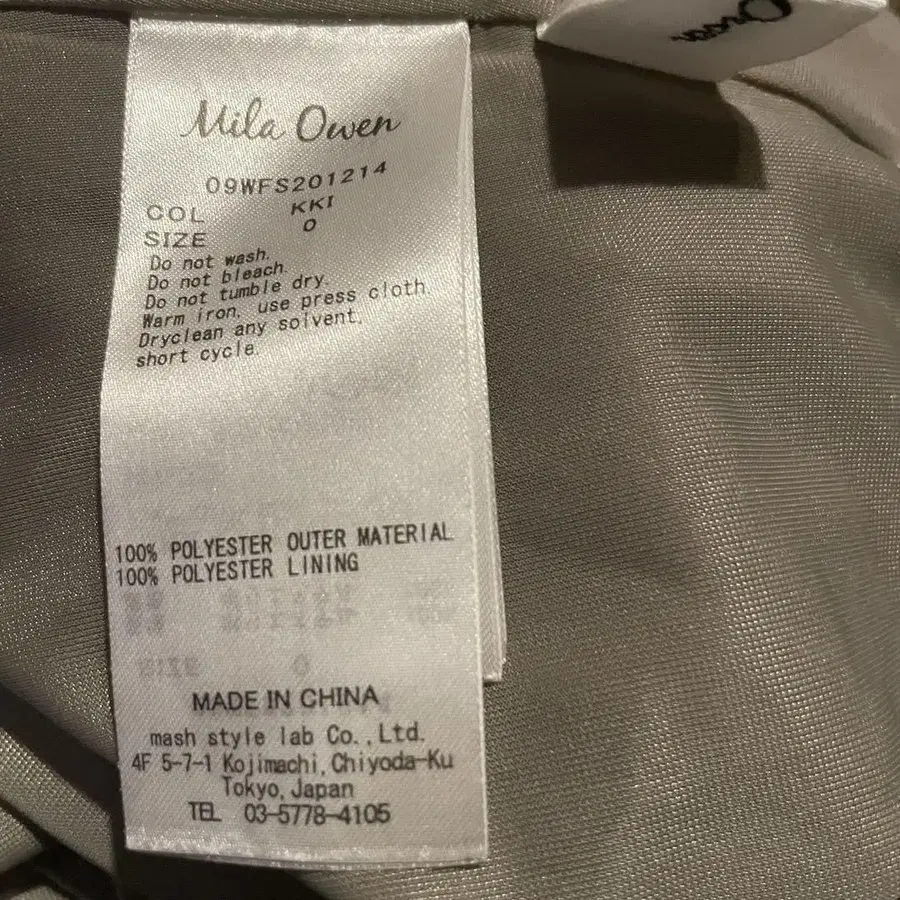 Owen
Mila Owen
09WFS201214
COL KKI
SIZE 0
Do not wash.
Do not bleach.
Do not tumble dry.
Warm iron. use press cloth
Dryclean any solvent.
short cycle.
100% POLYESTER OUTER MATERIAL
100% POLYESTER LINING
MADE IN CHINA
mash style lab Co.,Ltd.
4F 5-7-1 Kojimachi,Chiyoda-Ku
Tokyo,Japan
TEL 03-5778-4105